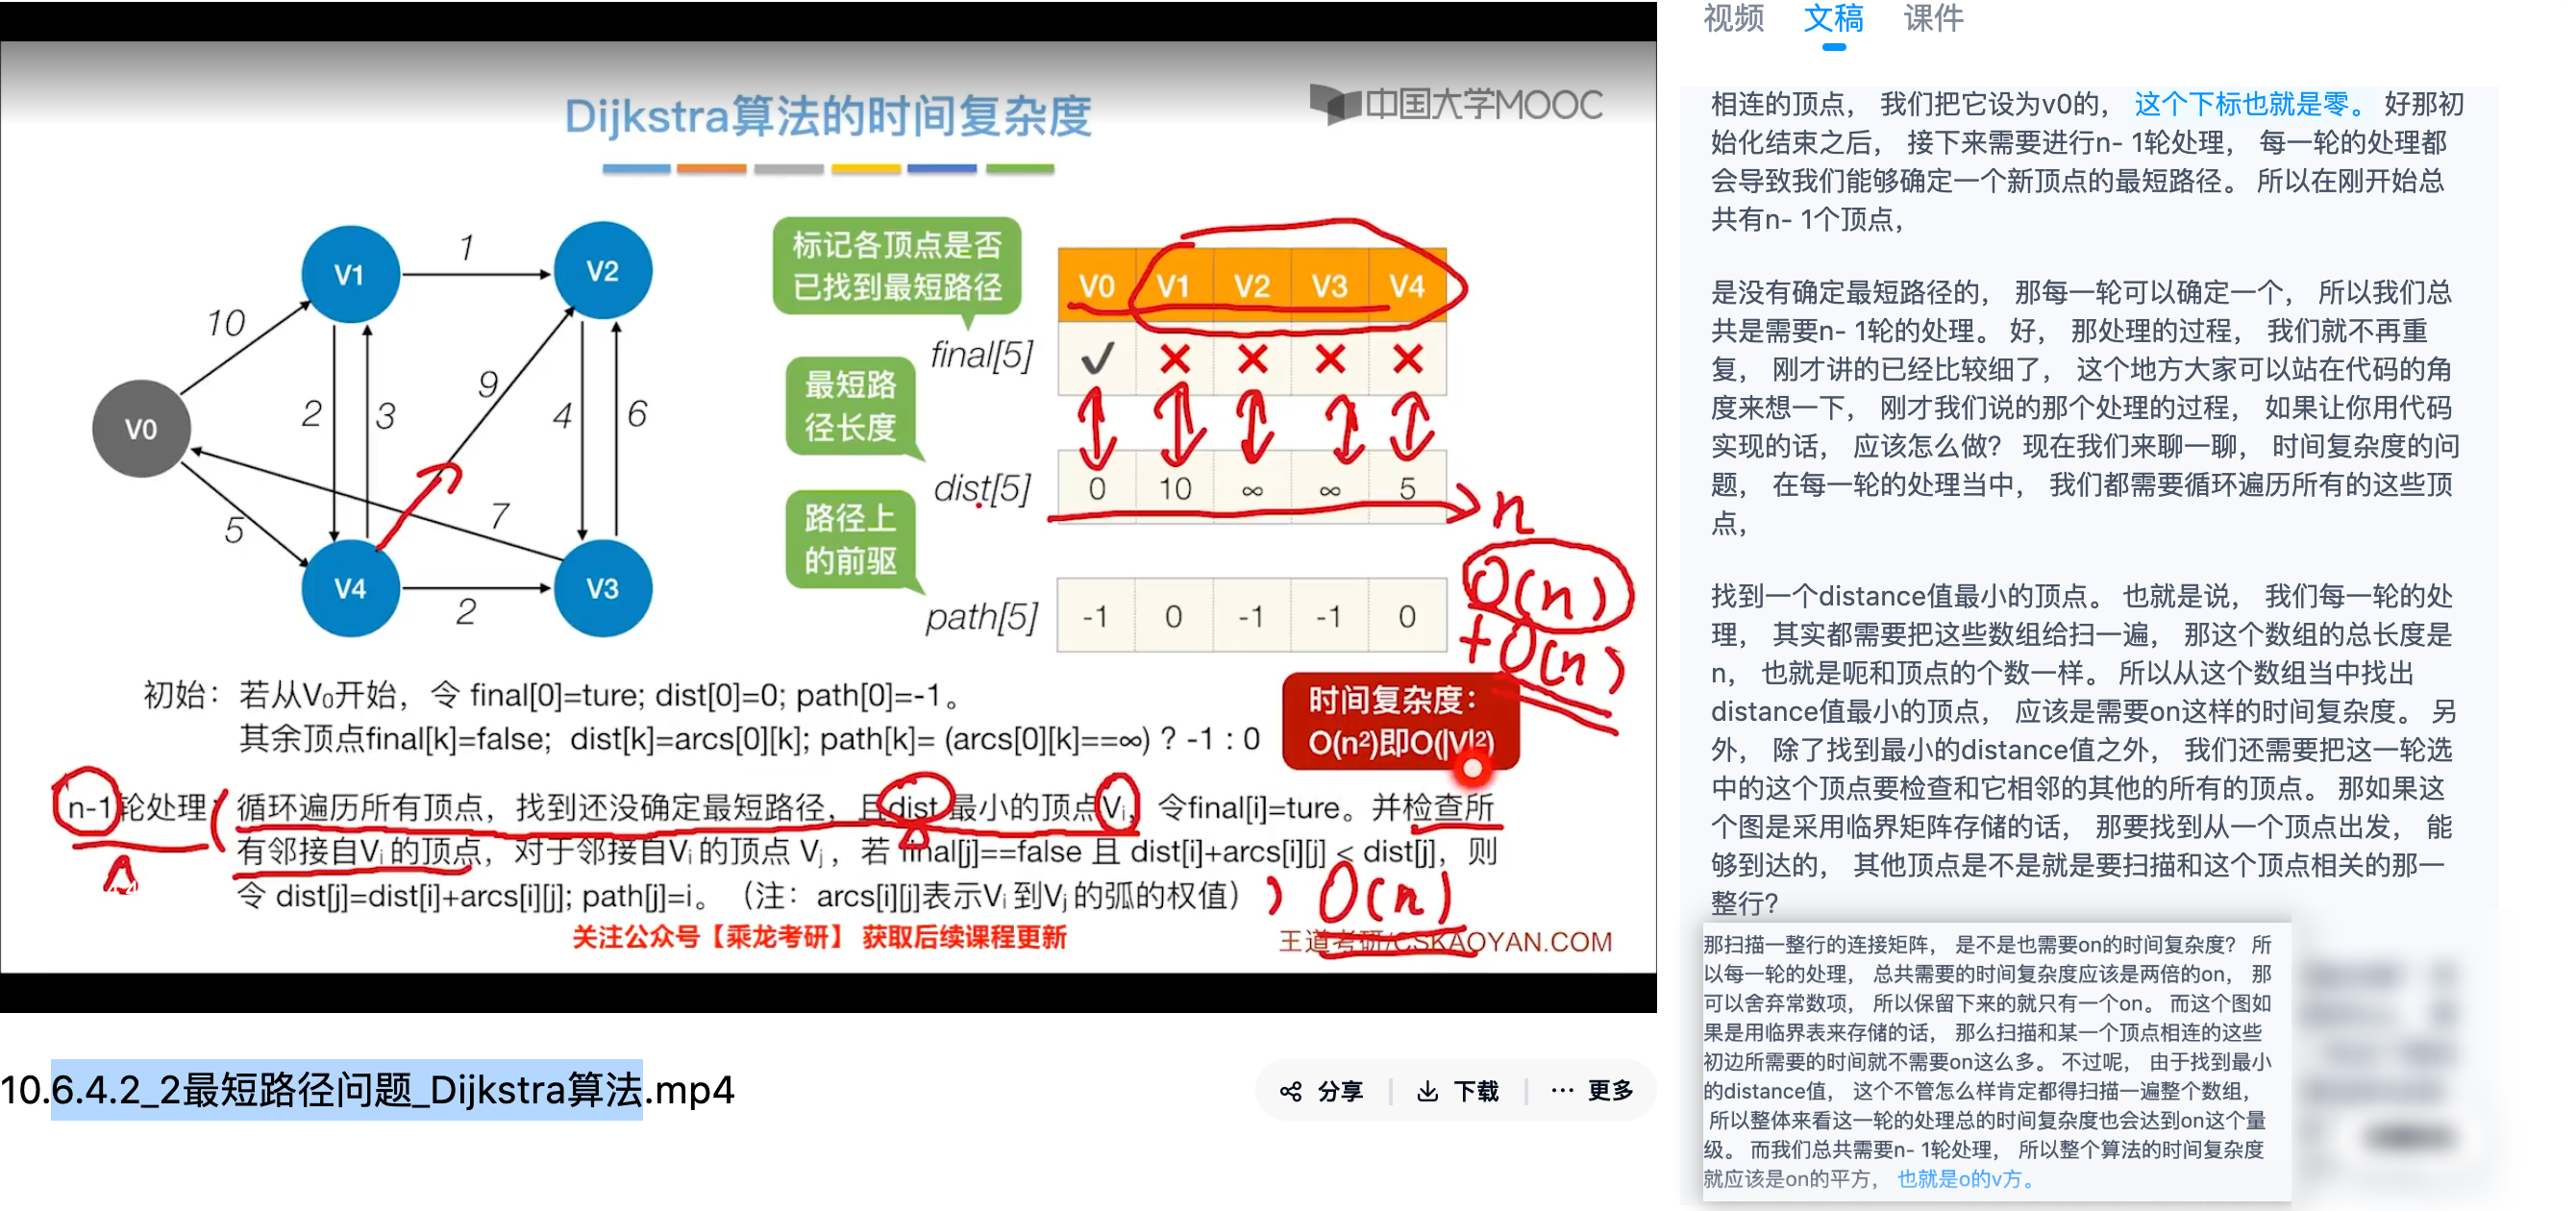 Dijkstra算法的时间复杂度
中国大学MOOC
V0
V1
V2
V3
V4
10
1
2
3
9
4
6
5
7
2
标记各顶点是否
已找到最短路径
最短路
径长度
路径上
的前驱
V0 V1 V2 V3 V4
final[5]
dist[5] 0 10 ∞ ∞ 5
n
path[5] -1 0 -1 -1 0
O(n)
+O(n)
初始：若从V₀开始，令 final[0]=ture; dist[0]=0; path[0]=-1。
其余顶点final[k]=false; dist[k]=arcs[0][k]; path[k]= (arcs[0][k]==∞) ? -1 : 0
时间复杂度：
O(n²)即O(|V|²)
n-1轮处理：循环遍历所有顶点，找到还没确定最短路径，且dist 最小的顶点Vᵢ，令final[i]=ture。并检查所
有邻接自Vᵢ 的顶点，对于邻接自Vᵢ 的顶点 Vⱼ ，若 final[j]==false 且 dist[i]+arcs[i][j] < dist[j]，则
令 dist[j]=dist[i]+arcs[i][j]; path[j]=i。（注：arcs[i][j]表示Vᵢ 到Vⱼ 的弧的权值）
O(n)
关注公众号【乘龙考研】 获取后续课程更新
王道考研/CSKAOYAN.COM
10.6.4.2_2最短路径问题_Dijkstra算法.mp4
分享
下载
更多
视频 文稿 课件
相连的顶点， 我们把它设为v0的， 这个下标也就是零。 好那初
始化结束之后， 接下来需要进行n- 1轮处理， 每一轮的处理都
会导致我们能够确定一个新顶点的最短路径。 所以在刚开始总
共有n- 1个顶点，
是没有确定最短路径的， 那每一轮可以确定一个， 所以我们总
共是需要n- 1轮的处理。 好， 那处理的过程， 我们就不再重
复， 刚才讲的已经比较细了， 这个地方大家可以站在代码的角
度来想一下， 刚才我们说的那个处理的过程， 如果让你用代码
实现的话， 应该怎么做? 现在我们来聊一聊， 时间复杂度的问
题， 在每一轮的处理当中， 我们都需要循环遍历所有的这些顶
点，
找到一个distance值最小的顶点。 也就是说， 我们每一轮的处
理， 其实都需要把这些数组给扫一遍， 那这个数组的总长度是
n， 也就是呃和顶点的个数一样。 所以从这个数组当中找出
distance值最小的顶点， 应该是需要on这样的时间复杂度。 另
外， 除了找到最小的distance值之外， 我们还需要把这一轮选
中的这个顶点要检查和它相邻的其他的所有的顶点。 那如果这
个图是采用临界矩阵存储的话， 那要找到从一个顶点出发， 能
够到达的， 其他顶点是不是就是要扫描和这个顶点相关的那一
整行?
那扫描一整行的连接矩阵， 是不是也需要on的时间复杂度? 所
以每一轮的处理， 总共需要的时间复杂度应该是两倍的on， 那
可以舍弃常数项， 所以保留下来的就只有一个on。 而这个图如
果是用临界表来存储的话， 那么扫描和某一个顶点相连的这些
初边所需要的时间就不需要on这么多。 不过呢， 由于找到最小
的distance值， 这个不管怎么样肯定都得扫描一遍整个数组，
所以整体来看这一轮的处理总的时间复杂度也会达到on这个量
级。 而我们总共需要n- 1轮处理， 所以整个算法的时间复杂度
就应该是on的平方， 也就是o的v方。